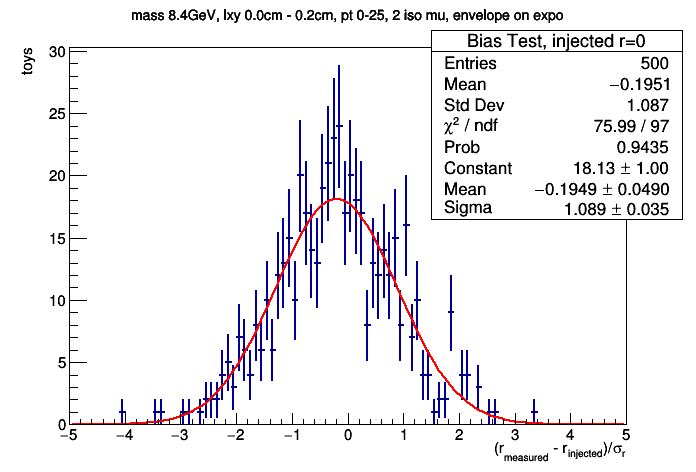 mass 8.4GeV, lxy 0.0cm - 0.2cm, pt 0-25, 2 iso mu, envelope on expo
Bias Test, injected r=0
Entries 500
Mean −0.1951
Std Dev 1.087
χ² / ndf 75.99 / 97
Prob 0.9435
Constant 18.13 ± 1.00
Mean −0.1949 ± 0.0490
Sigma 1.089 ± 0.035
toys
30
25
20
15
10
5
0
−5 −4 −3 −2 −1 0 1 2 3 4 5
(r_measured - r_injected)/σ_r